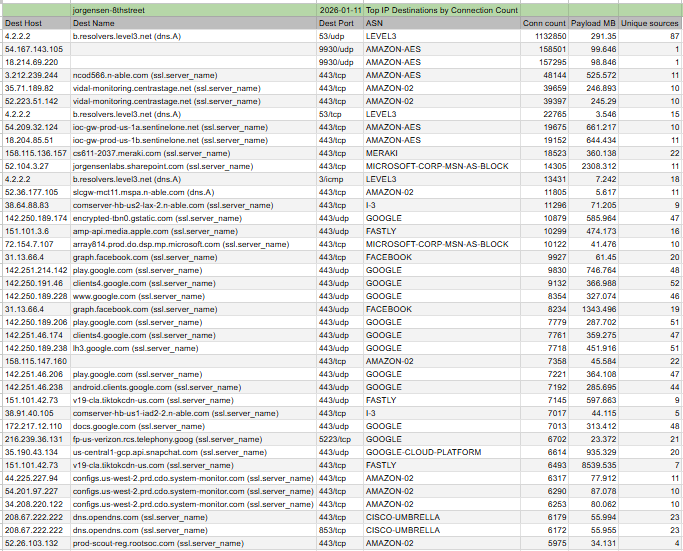 jorgensen-8thstreet 2026-01-11 Top IP Destinations by Connection Count
Dest Host Dest Name Dest Port ASN Conn count Payload MB Unique sources
4.2.2.2 b.resolvers.level3.net (dns.A) 53/udp LEVEL3 1132850 291.35 87
54.167.143.105 9930/udp AMAZON-AES 158501 99.646 1
18.214.69.220 9930/udp AMAZON-AES 157295 98.846 1
3.212.239.244 ncod566.n-able.com (ssl.server_name) 443/tcp AMAZON-AES 48144 525.572 11
35.71.189.82 vidal-monitoring.centrastage.net (ssl.server_name) 443/tcp AMAZON-02 39659 246.893 10
52.223.51.142 vidal-monitoring.centrastage.net (ssl.server_name) 443/tcp AMAZON-02 39397 245.29 10
4.2.2.2 b.resolvers.level3.net (ssl.server_name) 53/tcp LEVEL3 22765 3.546 15
54.209.32.124 ioc-gw-prod-us-1a.sentinelone.net (ssl.server_name) 443/tcp AMAZON-AES 19675 661.217 10
18.204.85.51 ioc-gw-prod-us-1b.sentinelone.net (ssl.server_name) 443/tcp AMAZON-AES 19152 644.434 11
158.115.136.157 cs611-2037.meraki.com (ssl.server_name) 443/tcp MERAKI 18523 360.138 22
52.104.3.27 jorgensenlabs.sharepoint.com (ssl.server_name) 443/tcp MICROSOFT-CORP-MSN-AS-BLOCK 14305 2308.312 11
4.2.2.2 b.resolvers.level3.net (dns.A) 3/icmp LEVEL3 13431 7.242 18
52.36.177.105 slcgw-mct11.mspa.n-able.com (dns.A) 443/tcp AMAZON-02 11805 5.617 11
38.64.88.83 comserver-hb-us2-lax-2.n-able.com (ssl.server_name) 443/tcp I-3 11296 71.205 9
142.250.189.174 encrypted-tbn0.gstatic.com (ssl.server_name) 443/udp GOOGLE 10879 585.964 47
151.101.3.6 amp-api.media.apple.com (ssl.server_name) 443/udp FASTLY 10299 474.173 16
72.154.7.107 array814.prod.do.dsp.mp.microsoft.com (ssl.server_name) 443/tcp MICROSOFT-CORP-MSN-AS-BLOCK 10122 41.476 10
31.13.66.4 graph.facebook.com (ssl.server_name) 443/tcp FACEBOOK 9927 61.45 20
142.251.214.142 play.google.com (ssl.server_name) 443/udp GOOGLE 9830 746.764 48
142.250.191.46 clients4.google.com (ssl.server_name) 443/udp GOOGLE 9132 366.988 52
142.250.189.228 www.google.com (ssl.server_name) 443/udp GOOGLE 8354 327.074 46
31.13.66.4 graph.facebook.com (ssl.server_name) 443/udp FACEBOOK 8234 1343.496 19
142.250.189.206 play.google.com (ssl.server_name) 443/udp GOOGLE 7779 287.702 51
142.251.46.174 clients4.google.com (ssl.server_name) 443/udp GOOGLE 7761 359.275 47
142.250.189.238 lh3.google.com (ssl.server_name) 443/udp GOOGLE 7718 451.916 51
158.115.147.160 443/tcp AMAZON-02 7358 45.584 22
142.251.46.206 play.google.com (ssl.server_name) 443/udp GOOGLE 7221 364.108 47
142.251.46.238 android.clients.google.com (ssl.server_name) 443/udp GOOGLE 7192 285.695 44
151.101.42.73 v19-cla.tiktokcdn-us.com (ssl.server_name) 443/udp FASTLY 7145 597.663 9
38.91.40.105 comserver-hb-us1-iad2-2.n-able.com (ssl.server_name) 443/tcp I-3 7017 44.115 5
172.217.12.110 docs.google.com (ssl.server_name) 443/udp GOOGLE 7013 313.412 48
216.239.36.131 fp-us-verizon.rcs.telephony.goog (ssl.server_name) 5223/tcp GOOGLE 6702 23.372 21
35.190.43.134 us-central1-gcp.api.snapchat.com (ssl.server_name) 443/udp GOOGLE-CLOUD-PLATFORM 6614 935.329 20
151.101.42.73 v19-cla.tiktokcdn-us.com (ssl.server_name) 443/tcp FASTLY 6493 8539.535 7
44.225.227.94 configs.us-west-2.prd.cdo.system-monitor.com (ssl.server_name) 443/tcp AMAZON-02 6317 77.912 11
54.201.97.227 configs.us-west-2.prd.cdo.system-monitor.com (ssl.server_name) 443/tcp AMAZON-02 6290 87.078 10
34.208.220.122 configs.us-west-2.prd.cdo.system-monitor.com (ssl.server_name) 443/tcp AMAZON-02 6253 80.062 10
208.67.222.222 dns.opendns.com (ssl.server_name) 443/tcp CISCO-UMBRELLA 6179 55.994 23
208.67.222.222 dns.opendns.com (ssl.server_name) 853/tcp CISCO-UMBRELLA 6172 55.955 23
52.26.103.132 prod-scout-reg.rootsoc.com (ssl.server_name) 443/tcp AMAZON-02 5975 34.131 4